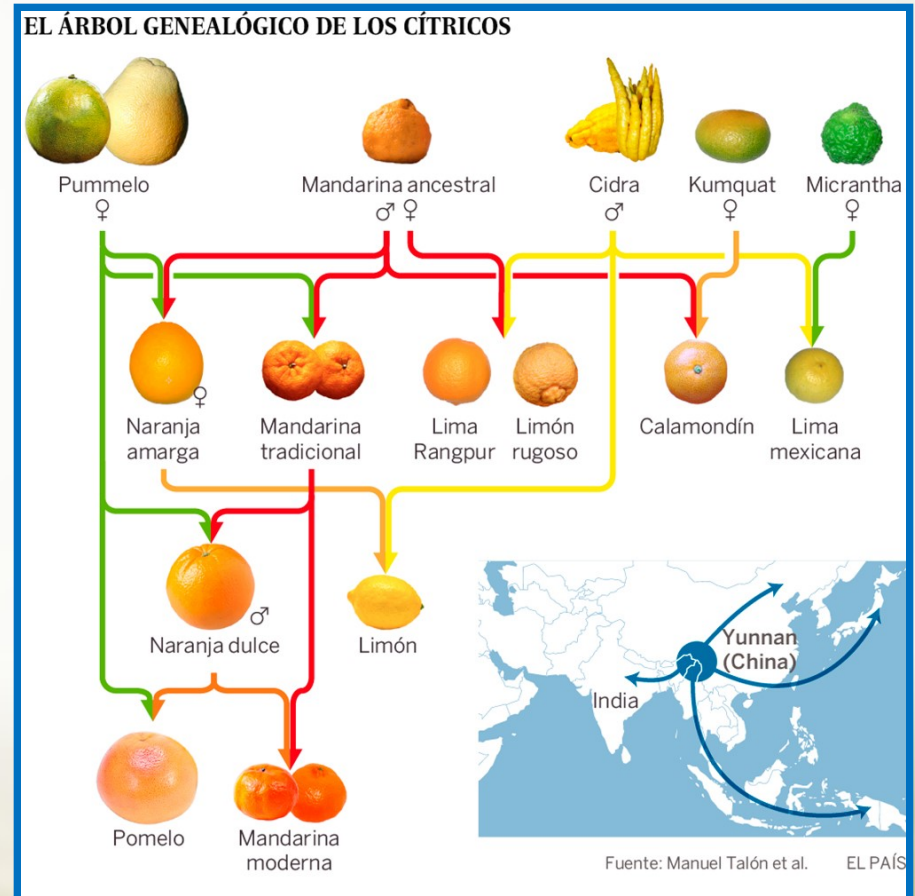 EL ÁRBOL GENEALÓGICO DE LOS CÍTRICOS
Pummelo
♀
Mandarina ancestral
♂ ♀
Cidra
♂
Kumquat
♀
Micrantha
♀
♀
Naranja
amarga
Mandarina
tradicional
Lima
Rangpur
Limón
rugoso
Calamondín
Lima
mexicana
♂
Naranja dulce
Limón
Pomelo
Mandarina
moderna
Yunnan
(China)
India
Fuente: Manuel Talón et al.
EL PAÍS